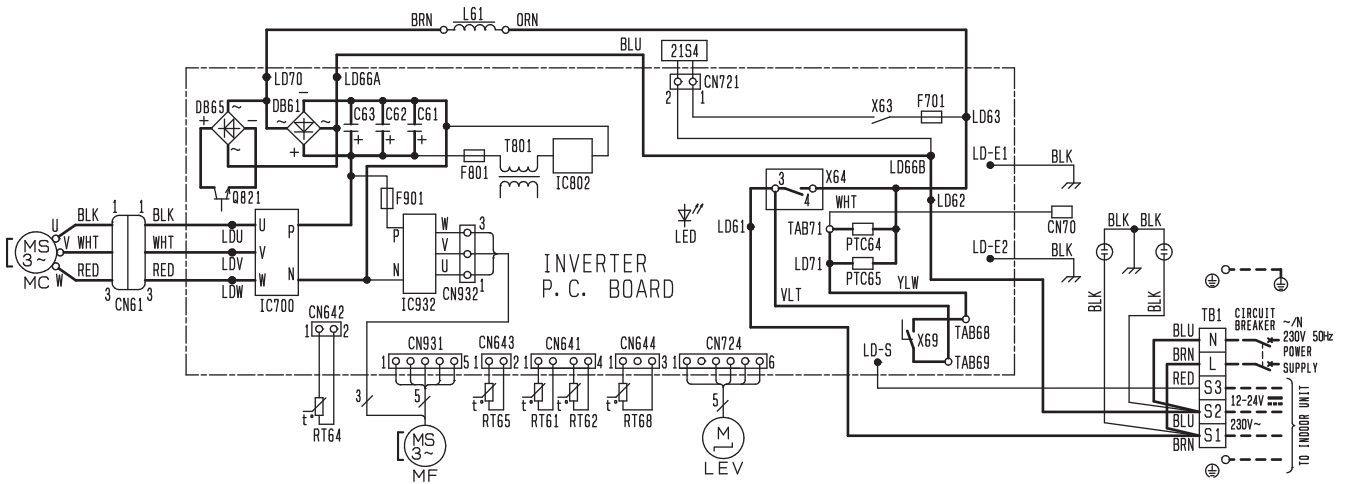 BRN L61 ORN
BLU
21S4
LD70 LD66A
CN721
2 1
X63 F701
LD63
DB65 ~ DB61 −
C63 C62 C61
+ − ~ ~
+ + +
~ +
T801
F801
IC802
Q821
F901
LD66B
LD-E1 BLK
3 X64
4
LD62
WHT
LED
LD61
TAB71
PTC64
CN70
LD71
PTC65
YLW
LD-E2 BLK
VLT
X69
TAB68
TAB69
LD-S
U BLK 1 1 BLK
LDU
U P
MS
3~
V WHT WHT
LDV
V
MC
W RED RED
LDW
W N
3 3
CN61
IC700
P W 3
V
N U 1
IC932 CN932
INVERTER
P. C. BOARD
CN642
1 2
t°
RT64
CN931
1 5
3 5
MS
3~
MF
CN643
1 2
t°
RT65
CN641
1 4
t° t°
RT61 RT62
CN644
1 3
t°
RT68
CN724
1 6
5
M
LEV
BLK BLK
BLK BLK
TB1
CIRCUIT
BREAKER
~/N
230V 50Hz
POWER
SUPPLY
BLU N
BRN L
RED S3
12-24V
S2
BLU 230V~
S1
BRN
TO INDOOR UNIT